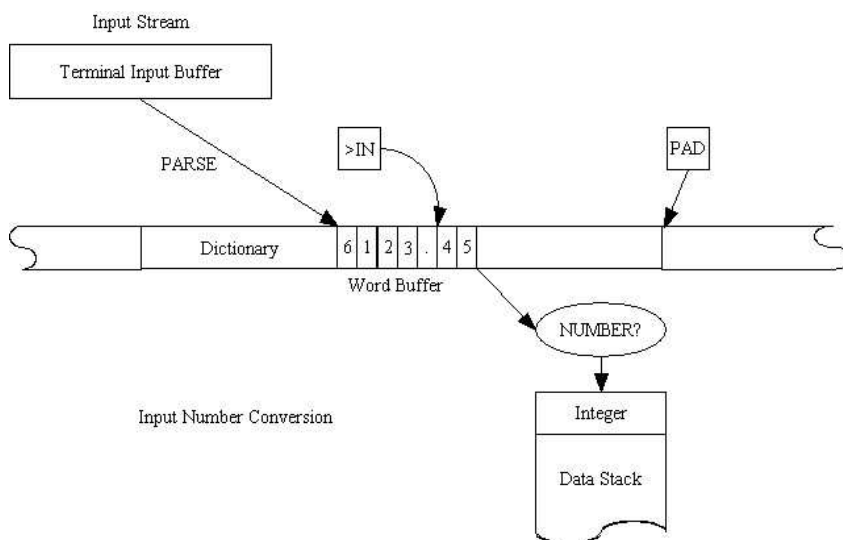 Input Stream
Terminal Input Buffer
PARSE
>IN
PAD
Dictionary
6 1 2 3 . 4 5
Word Buffer
NUMBER?
Input Number Conversion
Integer
Data Stack